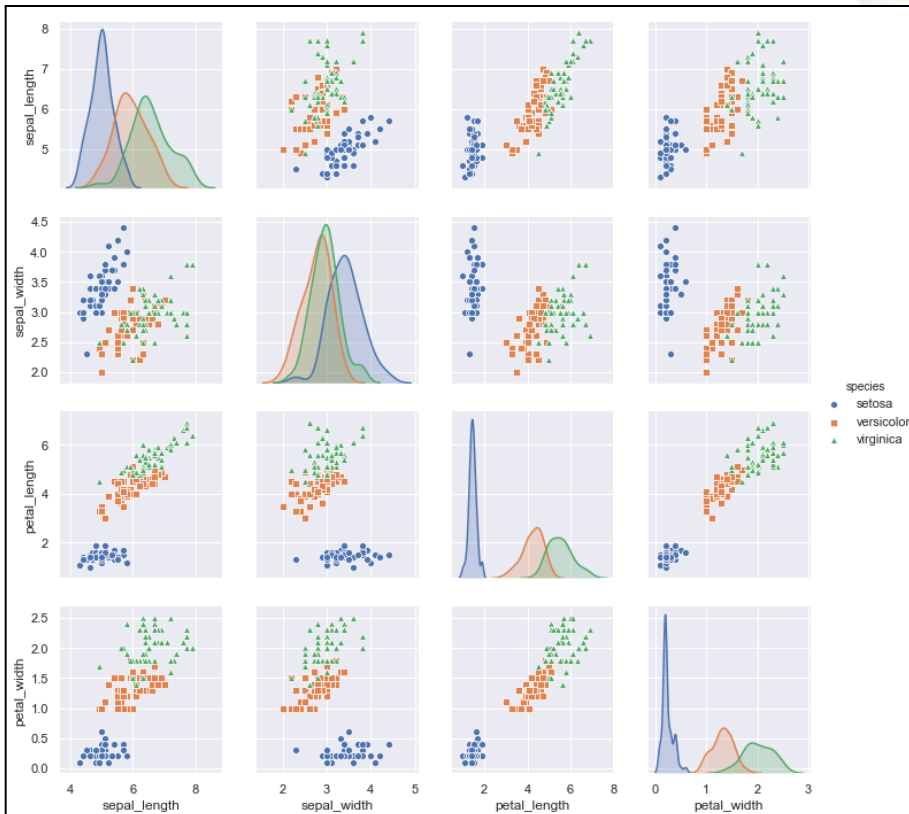 8
7
6
5
sepal_length
4.5
4.0
3.5
3.0
2.5
2.0
sepal_width
species
setosa
versicolor
virginica
6
4
2
petal_length
2.5
2.0
1.5
1.0
0.5
0.0
petal_width
4 6 8
sepal_length
2 3 4 5
sepal_width
2 4 6 8
petal_length
0 1 2 3
petal_width